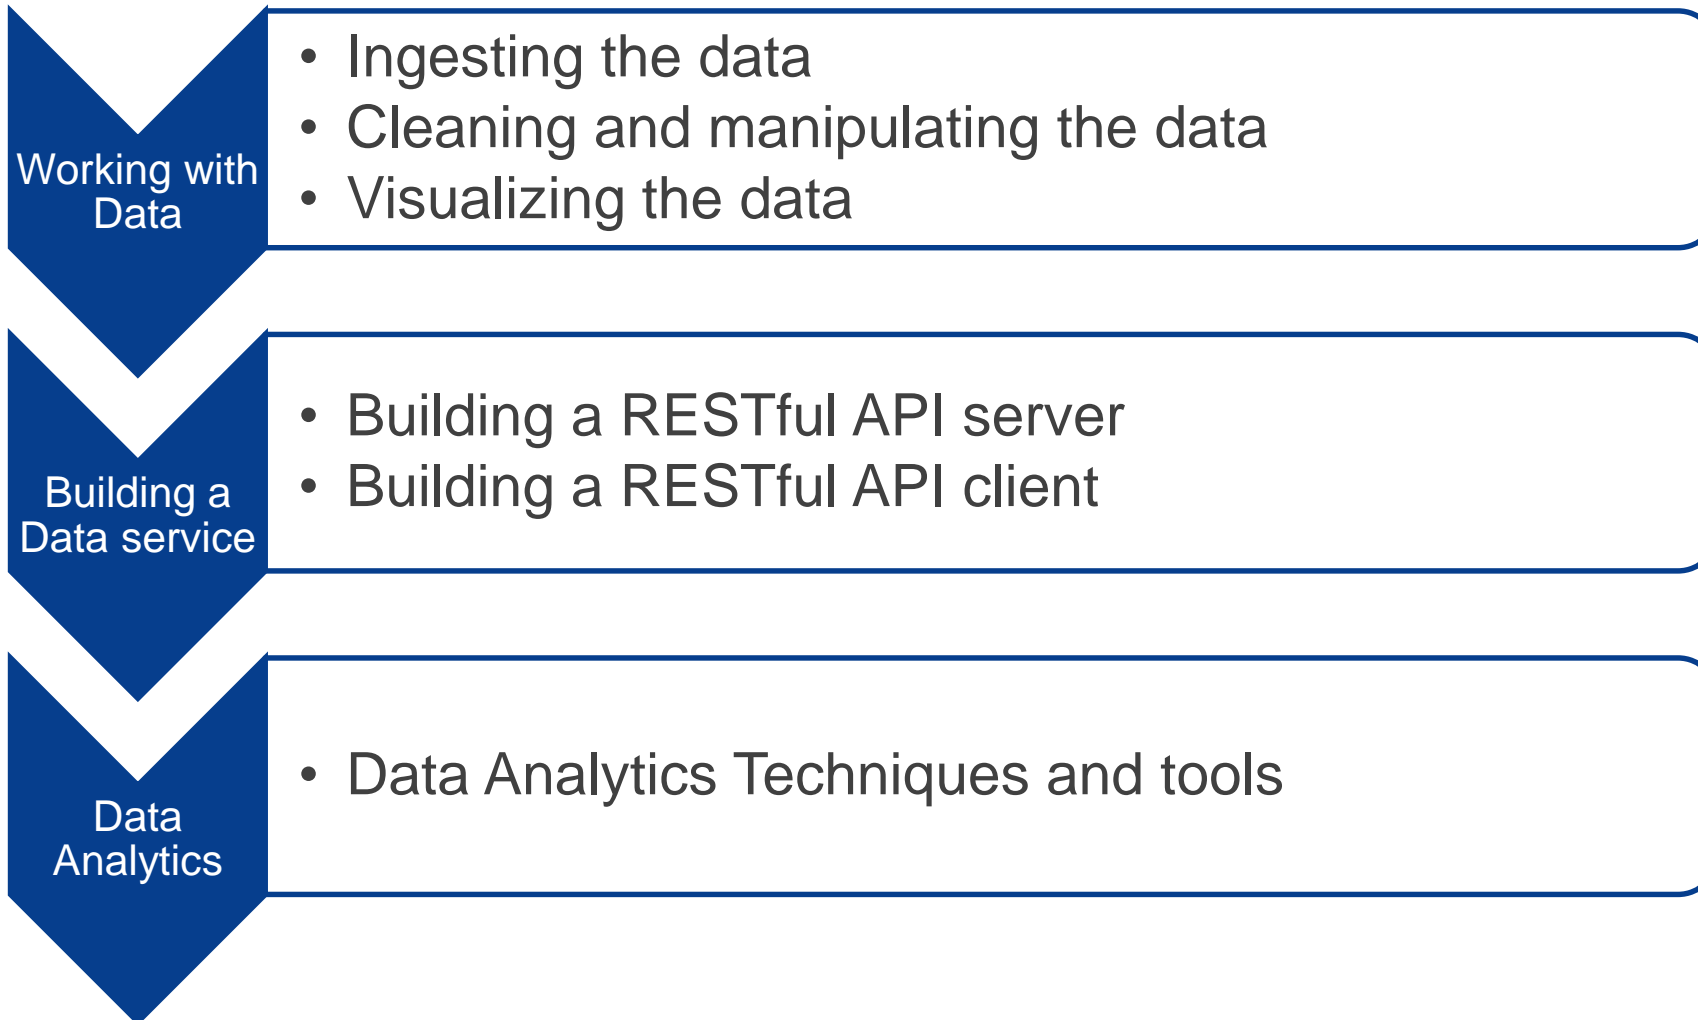 Working with
Data
• Ingesting the data
• Cleaning and manipulating the data
• Visualizing the data
Building a
Data service
• Building a RESTful API server
• Building a RESTful API client
Data
Analytics
• Data Analytics Techniques and tools